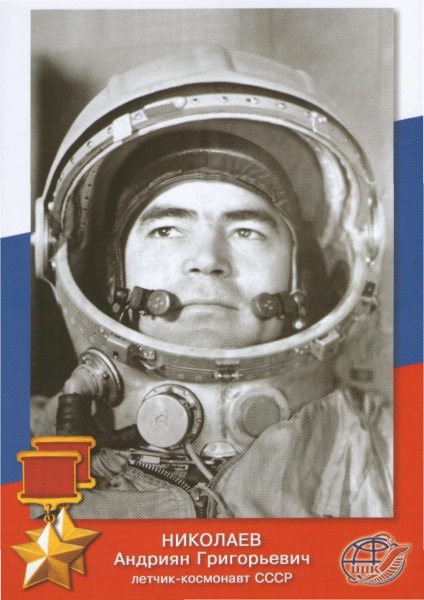 НИКОЛАЕВ
Андриян Григорьевич
летчик-космонавт СССР
ЦПК